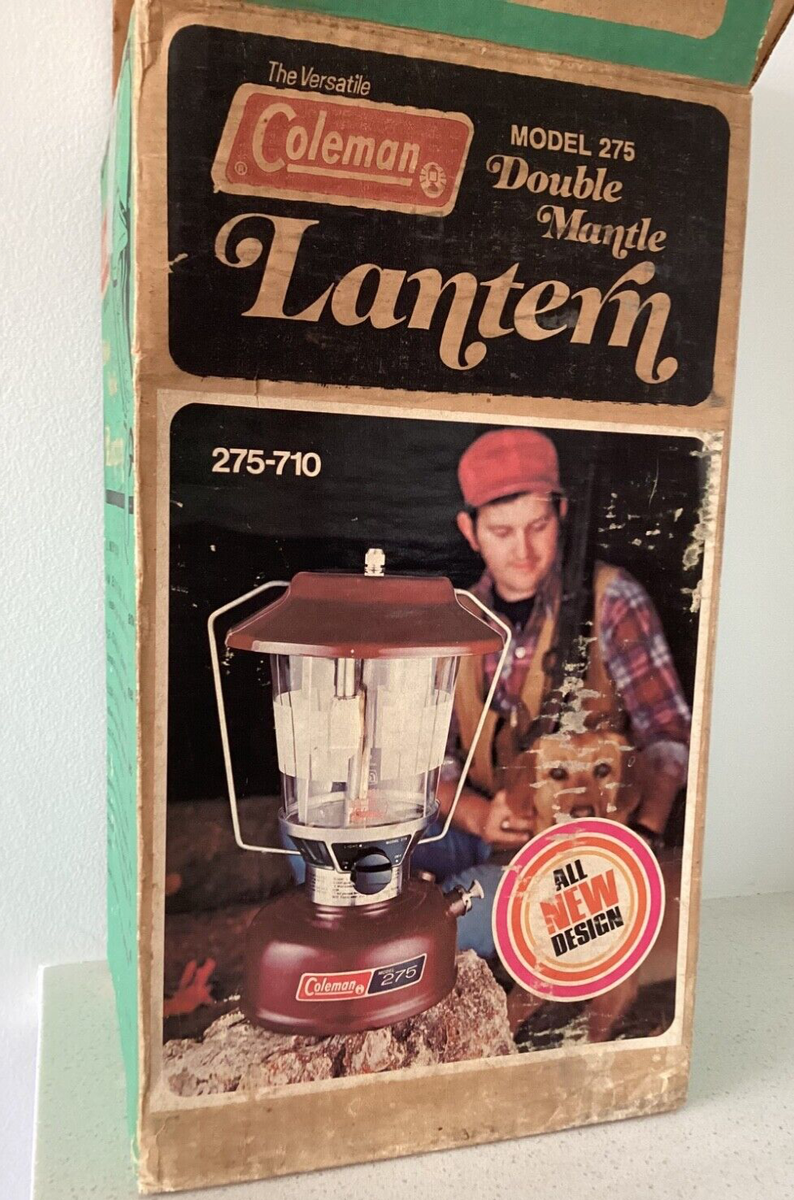 The Versatile
Coleman
®
MODEL 275
Double
Mantle
Lantern
275-710
ALL
NEW
DESIGN
Coleman
MODEL
275